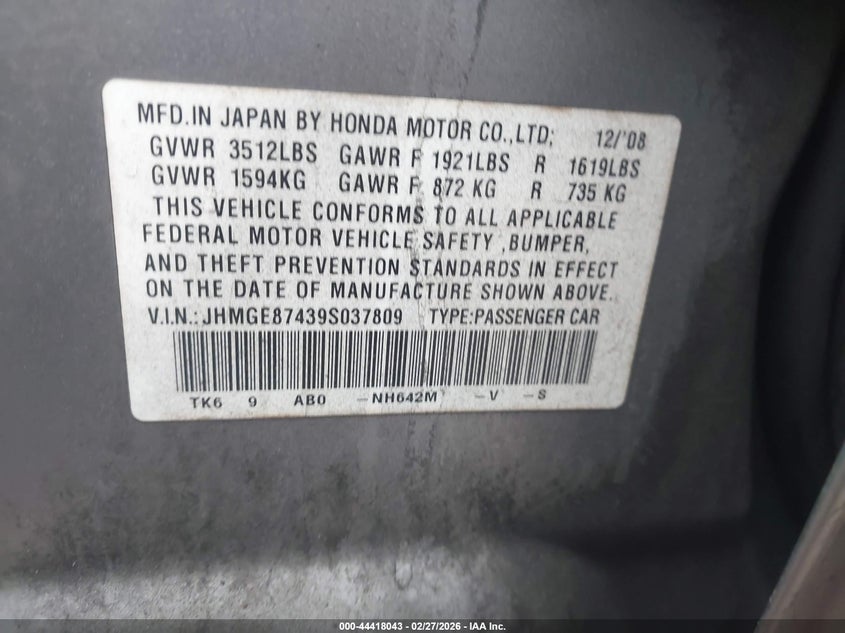 MFD.IN JAPAN BY HONDA MOTOR CO.,LTD; 12/'08
GVWR 3512LBS GAWR F 1921LBS R 1619LBS
GVWR 1594KG GAWR F 872 KG R 735 KG
THIS VEHICLE CONFORMS TO ALL APPLICABLE
FEDERAL MOTOR VEHICLE SAFETY ,BUMPER,
AND THEFT PREVENTION STANDARDS IN EFFECT
ON THE DATE OF MANUFACTURE SHOWN ABOVE.
V.I.N.:JHMGE87439S037809 TYPE:PASSENGER CAR
TK6 9 AB0 -NH642M -V -S
000-44418043 - 02/27/2026 - IAA Inc.